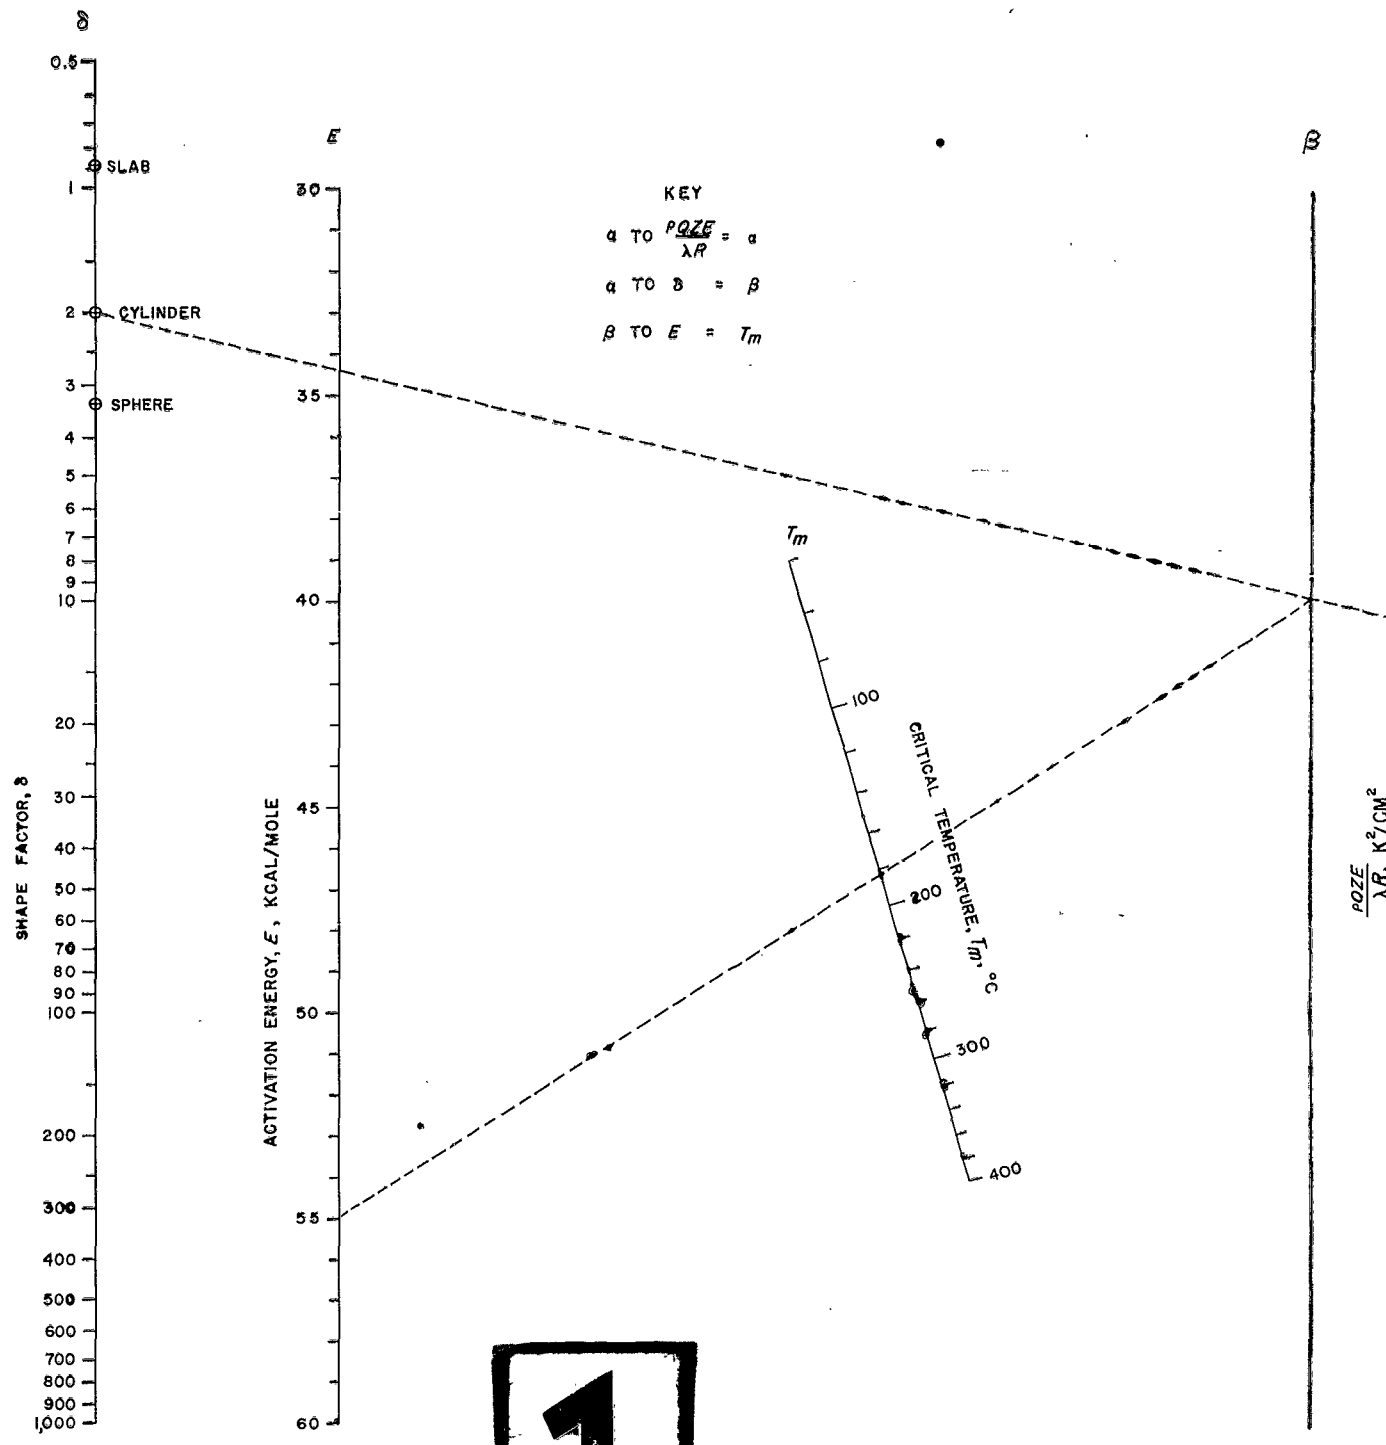 δ
0.5
SLAB
1
2
CYLINDER
3
SPHERE
4
5
6
7
8
9
10
20
30
40
50
60
70
80
90
100
200
300
400
500
600
700
800
900
1,000
SHAPE FACTOR, δ
E
30
35
40
45
50
55
60
ACTIVATION ENERGY, E, KCAL/MOLE
KEY
α TO ρQZE/λR = α
α TO δ = β
β TO E = Tm
Tm
100
200
300
400
CRITICAL TEMPERATURE, Tm, °C
β
ρQZE/λR, K²/CM²
1